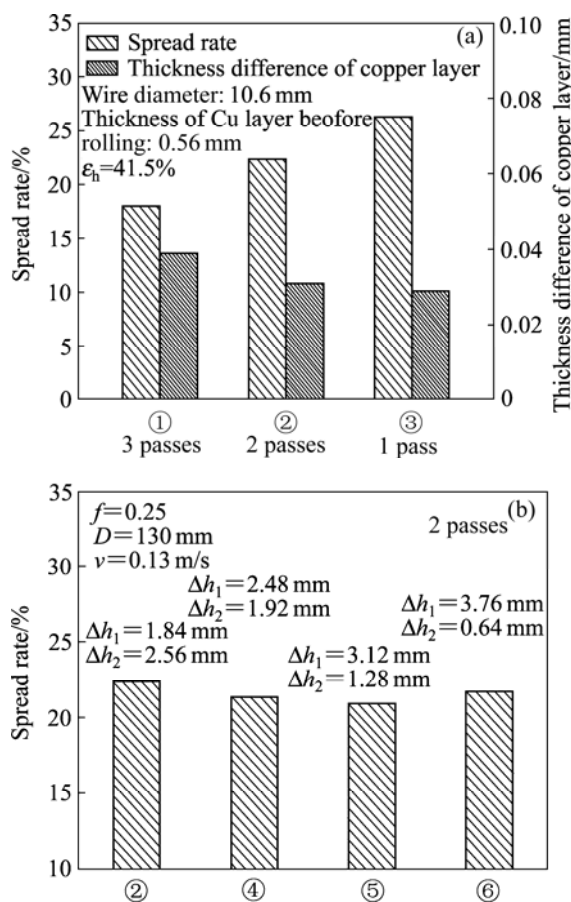 (a)
Spread rate
Thickness difference of copper layer
Wire diameter: 10.6 mm
Thickness of Cu layer beofore
rolling: 0.56 mm
εh=41.5%
35
30
25
20
15
10
5
0
Spread rate/%
0.10
0.08
0.06
0.04
0.02
0
Thickness difference of copper layer/mm
① ② ③
3 passes 2 passes 1 pass
(b)
2 passes
f=0.25
D=130 mm
v=0.13 m/s
Δh1=1.84 mm
Δh2=2.56 mm
Δh1=2.48 mm
Δh2=1.92 mm
Δh1=3.12 mm
Δh2=1.28 mm
Δh1=3.76 mm
Δh2=0.64 mm
35
30
25
20
15
10
Spread rate/%
② ④ ⑤ ⑥